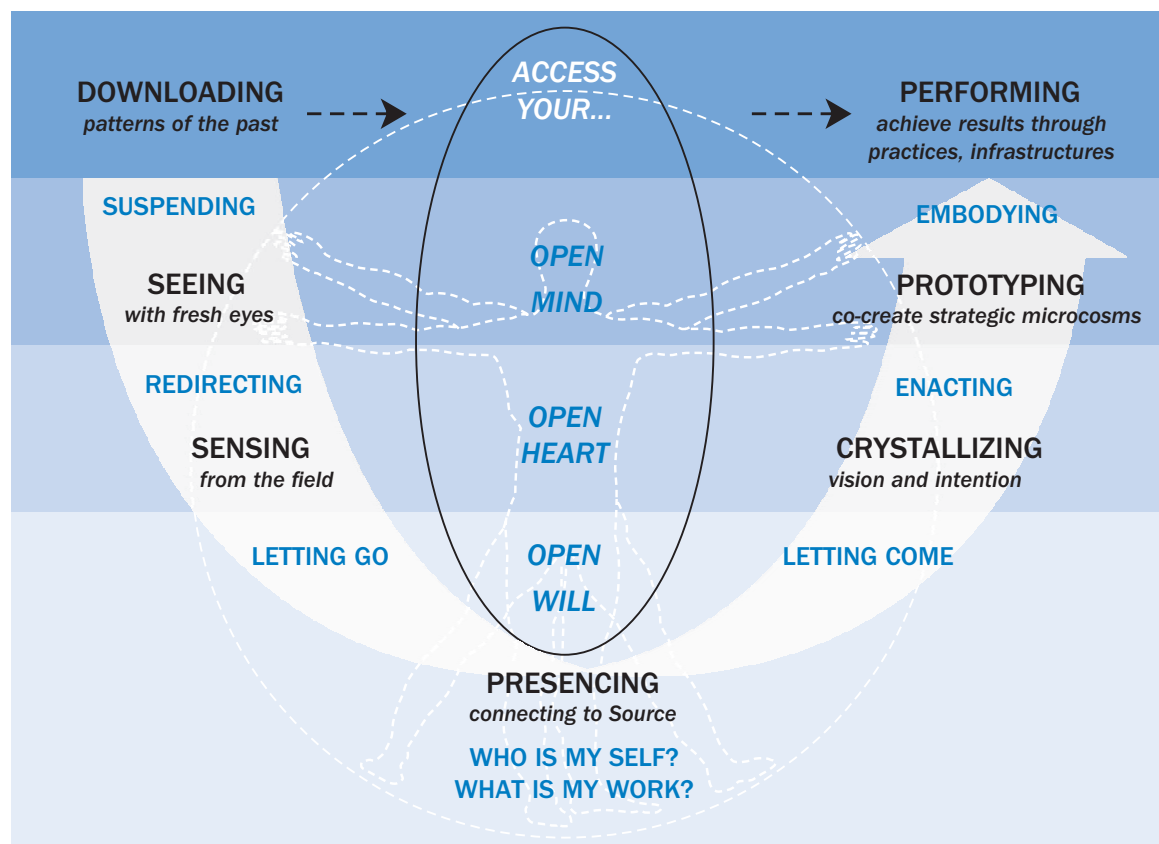 DOWNLOADING
patterns of the past
ACCESS
YOUR...
PERFORMING
achieve results through
practices, infrastructures
SUSPENDING
EMBODYING
OPEN
MIND
SEEING
with fresh eyes
PROTOTYPING
co-create strategic microcosms
REDIRECTING
ENACTING
OPEN
HEART
SENSING
from the field
CRYSTALLIZING
vision and intention
LETTING GO
OPEN
WILL
LETTING COME
PRESENCING
connecting to Source
WHO IS MY SELF?
WHAT IS MY WORK?